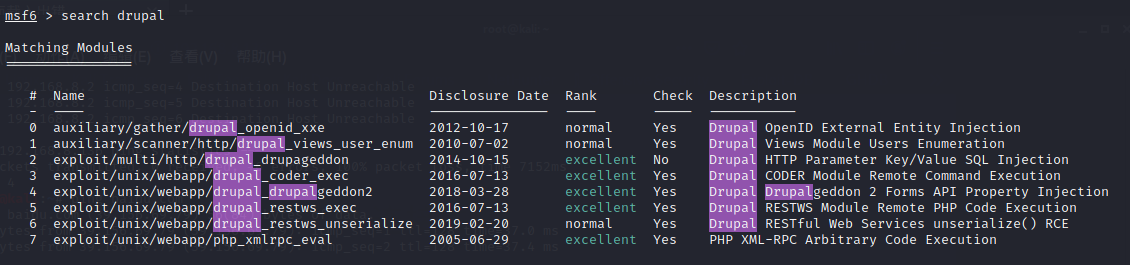 msf6 > search drupal
Matching Modules
================
# Name Disclosure Date Rank Check Description
- ---- --------------- ---- ----- -----------
0 auxiliary/gather/drupal_openid_xxe 2012-10-17 normal Yes Drupal OpenID External Entity Injection
1 auxiliary/scanner/http/drupal_views_user_enum 2010-07-02 normal Yes Drupal Views Module Users Enumeration
2 exploit/multi/http/drupal_drupageddon 2014-10-15 excellent No Drupal HTTP Parameter Key/Value SQL Injection
3 exploit/unix/webapp/drupal_coder_exec 2016-07-13 excellent Yes Drupal CODER Module Remote Command Execution
4 exploit/unix/webapp/drupal_drupalgeddon2 2018-03-28 excellent Yes Drupal Drupalgeddon 2 Forms API Property Injection
5 exploit/unix/webapp/drupal_restws_exec 2016-07-13 excellent Yes Drupal RESTWS Module Remote PHP Code Execution
6 exploit/unix/webapp/drupal_restws_unserialize 2019-02-20 normal Yes Drupal RESTful Web Services unserialize() RCE
7 exploit/unix/webapp/php_xmlrpc_eval 2005-06-29 excellent Yes PHP XML-RPC Arbitrary Code Execution